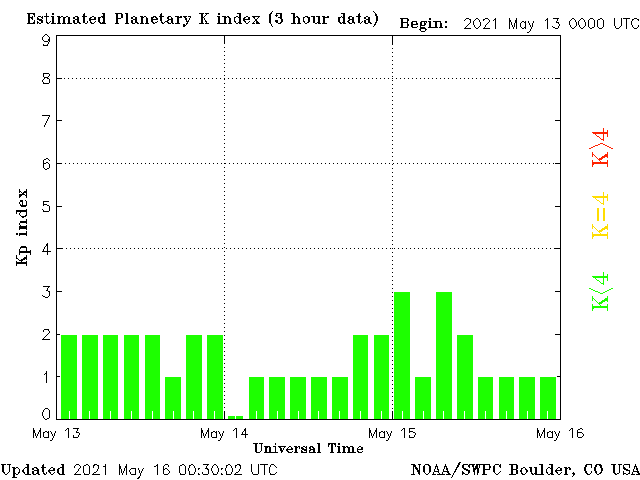 Estimated Planetary K index (3 hour data) Begin: 2021 May 13 0000 UTC
9
8
7
6
5
4
3
2
1
0
Kp index
K>4
K=4
K<4
May 13 May 14 May 15 May 16
Universal Time
Updated 2021 May 16 00:30:02 UTC NOAA/SWPC Boulder, CO USA